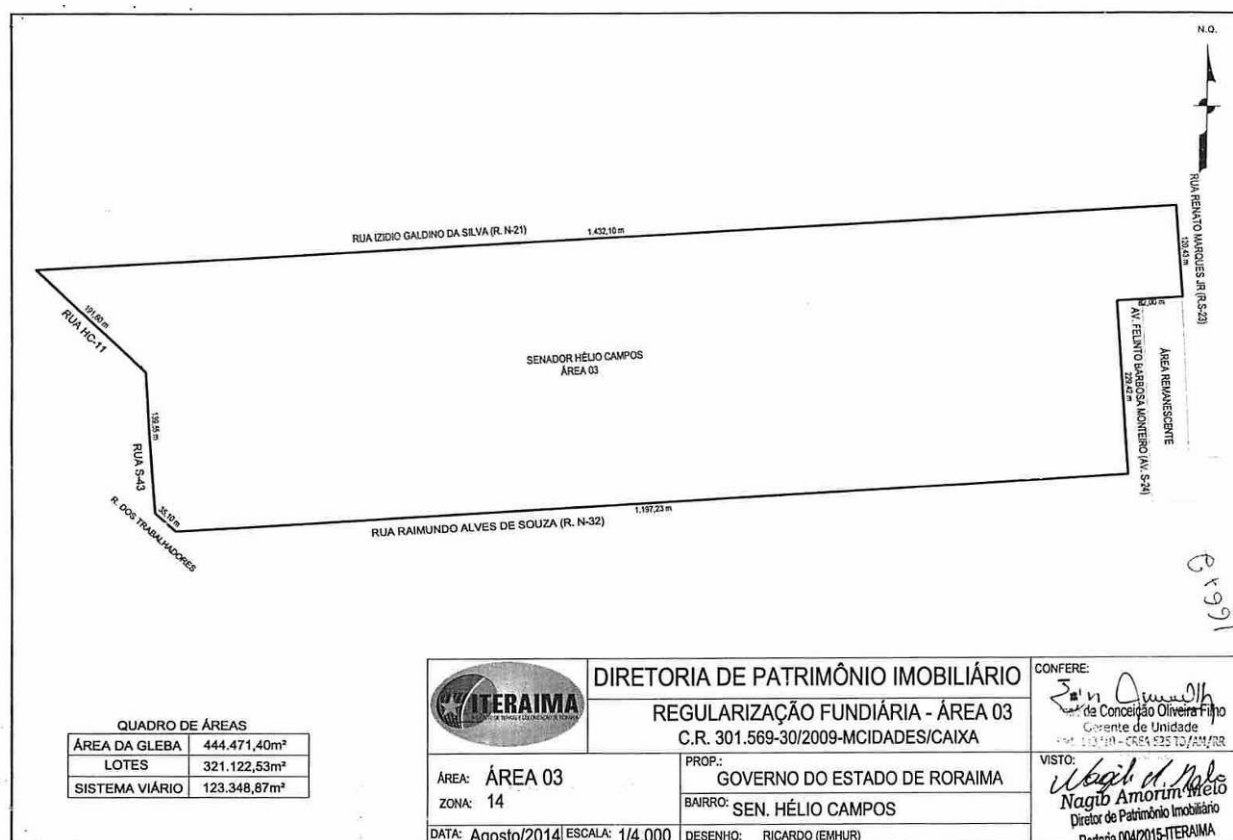 N.Q.
RUA RENATO MARQUES JR (R.S-23)
RUA IZIDIO GALDINO DA SILVA (R. N-21)
1.432,10 m
120,43 m
191,60 m
RUA HC-11
82,00 m
SENADOR HÉLIO CAMPOS
ÁREA 03
AV. FELINTO BARBOSA MONTEIRO (AV. S-24)
229,42 m
ÁREA REMANESCENTE
139,55 m
RUA S-43
35,10 m
R. DOS TRABALHADORES
RUA RAIMUNDO ALVES DE SOUZA (R. N-32)
1.197,23 m
QUADRO DE ÁREAS
ÁREA DA GLEBA 444.471,40m²
LOTES 321.122,53m²
SISTEMA VIÁRIO 123.348,87m²
ITERAIMA
DIRETORIA DE PATRIMÔNIO IMOBILIÁRIO
REGULARIZAÇÃO FUNDIÁRIA - ÁREA 03
C.R. 301.569-30/2009-MCIDADES/CAIXA
ÁREA: ÁREA 03
ZONA: 14
PROP.:
GOVERNO DO ESTADO DE RORAIMA
BAIRRO: SEN. HÉLIO CAMPOS
DATA: Agosto/2014 ESCALA: 1/4.000 DESENHO: RICARDO (EMHUR)
CONFERE:
da Conceição Oliveira Filho
Gerente de Unidade
VISTO:
Nagib Amorim Melo
Diretor de Patrimônio Imobiliário
Portaria 004/2015-ITERAIMA